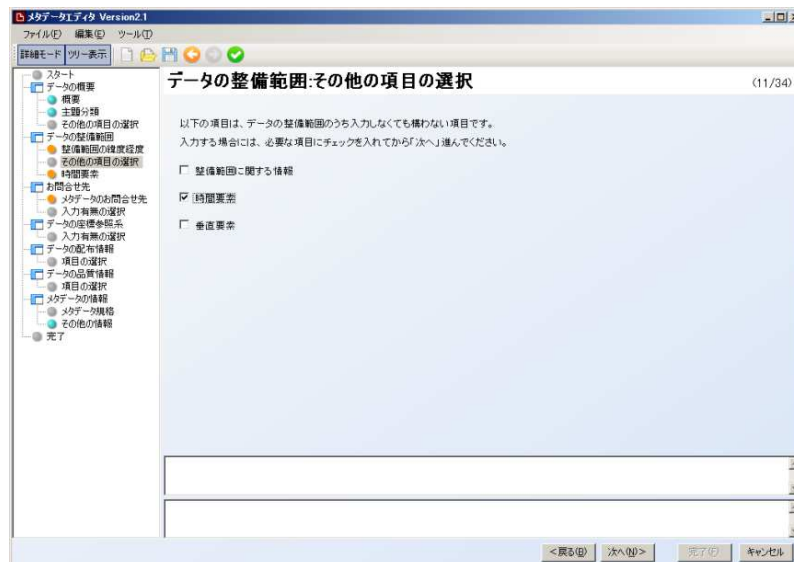 メタデータエディタ Version2.1
ファイル(F) 編集(E) ツール(T)
詳細モード ツリー表示
スタート
データの概要
概要
主題分類
その他の項目の選択
データの整備範囲
整備範囲の緯度経度
その他の項目の選択
時間要素
お問合せ先
メタデータのお問合せ先
入力有無の選択
データの座標参照系
入力有無の選択
データの配布情報
項目の選択
データの品質情報
項目の選択
メタデータの情報
メタデータ規格
その他の情報
完了
データの整備範囲:その他の項目の選択 (11/34)
以下の項目は、データの整備範囲のうち入力しなくても構わない項目です。
入力する場合には、必要な項目にチェックを入れてから「次へ」進んでください。
整備範囲に関する情報
時間要素
垂直要素
<戻る(B) 次へ(N)> 完了(F) キャンセル